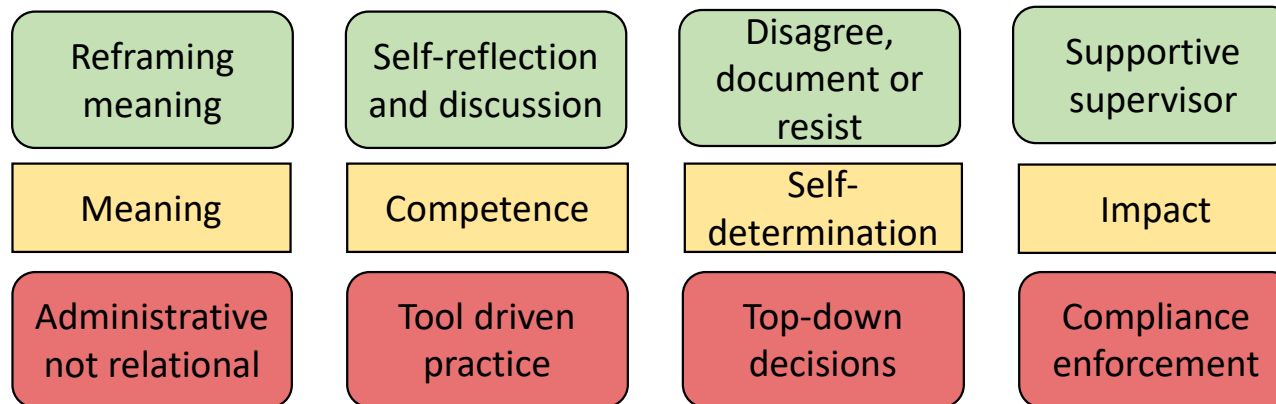 Reframing
meaning
Self-reflection
and discussion
Disagree,
document or
resist
Supportive
supervisor
Meaning
Competence
Self-
determination
Impact
Administrative
not relational
Tool driven
practice
Top-down
decisions
Compliance
enforcement